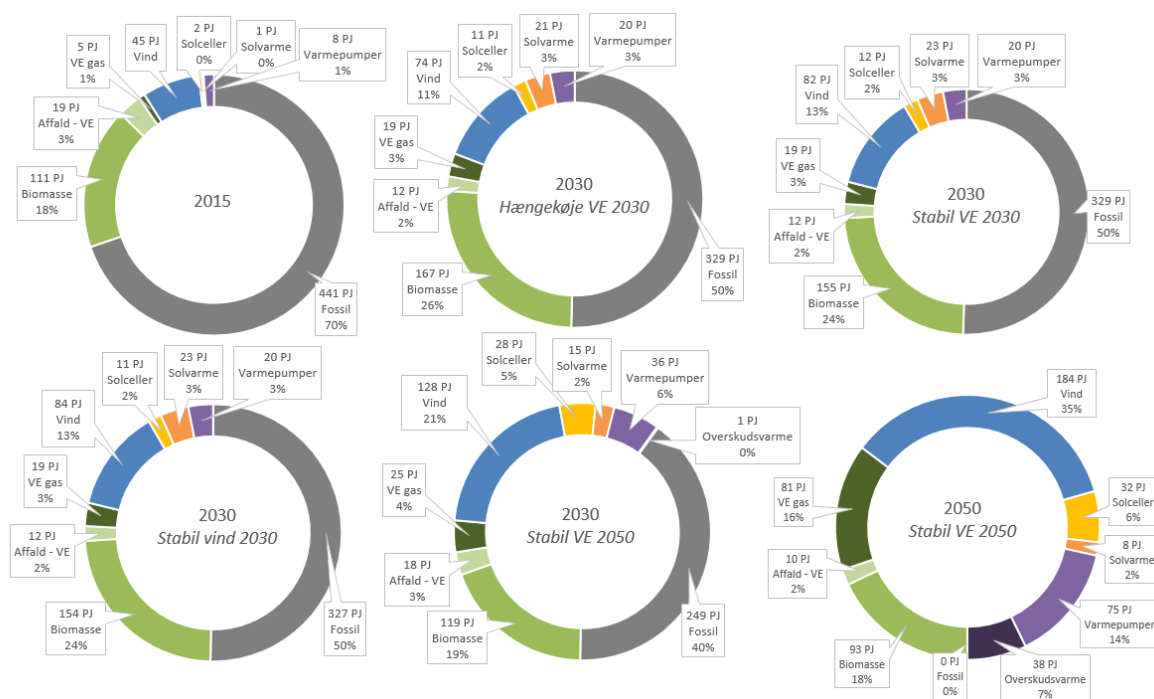 5 PJ
VE gas
1%
45 PJ
Vind
2 PJ
Solceller
0%
1 PJ
Solvarme
0%
8 PJ
Varmepumper
1%
19 PJ
Affald - VE
3%
111 PJ
Biomasse
18%
2015
441 PJ
Fossil
70%
74 PJ
Vind
11%
11 PJ
Solceller
2%
21 PJ
Solvarme
3%
20 PJ
Varmepumper
3%
19 PJ
VE gas
3%
12 PJ
Affald - VE
2%
167 PJ
Biomasse
26%
2030
Hængekøje VE 2030
329 PJ
Fossil
50%
82 PJ
Vind
13%
12 PJ
Solceller
2%
23 PJ
Solvarme
3%
20 PJ
Varmepumper
3%
19 PJ
VE gas
3%
12 PJ
Affald - VE
2%
155 PJ
Biomasse
24%
2030
Stabil VE 2030
329 PJ
Fossil
50%
84 PJ
Vind
13%
11 PJ
Solceller
2%
23 PJ
Solvarme
3%
20 PJ
Varmepumper
3%
19 PJ
VE gas
3%
12 PJ
Affald - VE
2%
154 PJ
Biomasse
24%
2030
Stabil vind 2030
327 PJ
Fossil
50%
128 PJ
Vind
21%
28 PJ
Solceller
5%
15 PJ
Solvarme
2%
36 PJ
Varmepumper
6%
1 PJ
Overskudsvarme
0%
25 PJ
VE gas
4%
18 PJ
Affald - VE
3%
119 PJ
Biomasse
19%
2030
Stabil VE 2050
249 PJ
Fossil
40%
184 PJ
Vind
35%
81 PJ
VE gas
16%
32 PJ
Solceller
6%
8 PJ
Solvarme
2%
10 PJ
Affald - VE
2%
2050
Stabil VE 2050
75 PJ
Varmepumper
14%
93 PJ
Biomasse
18%
0 PJ
Fossil
0%
38 PJ
Overskudsvarme
7%